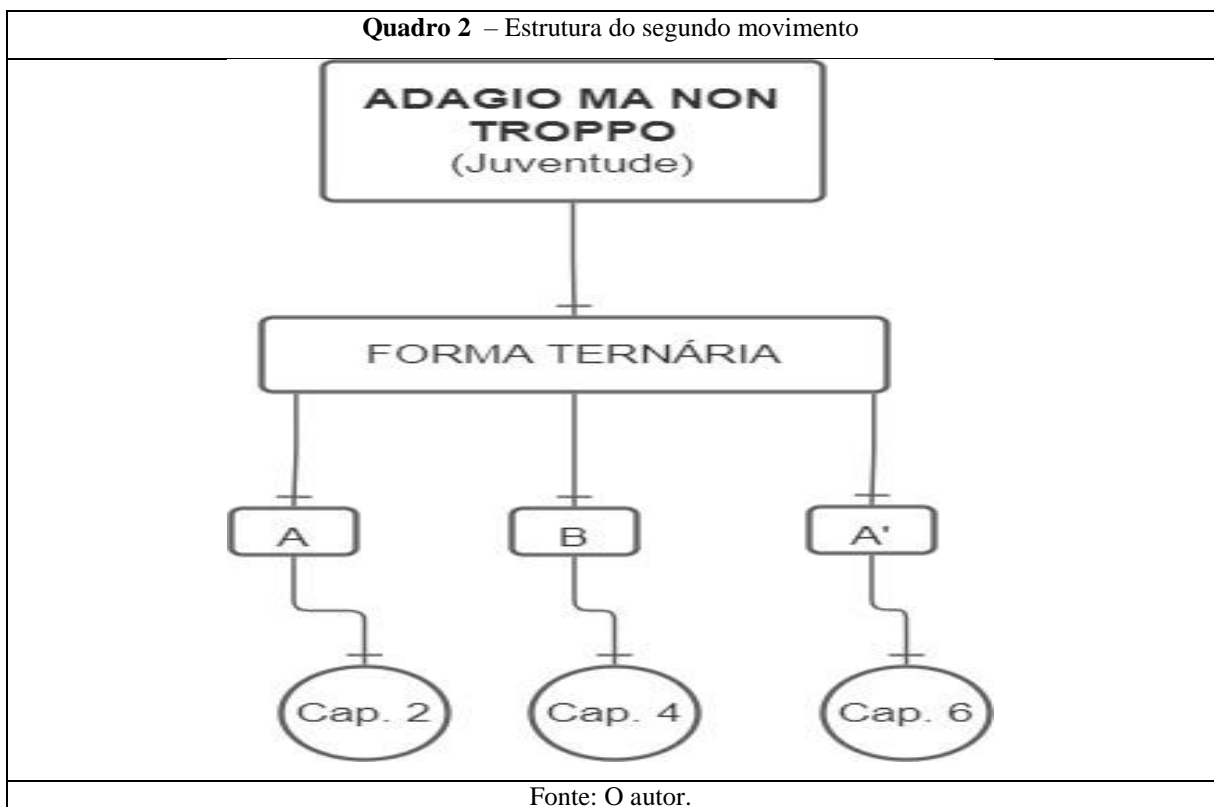 Quadro 2 – Estrutura do segundo movimento
ADAGIO MA NON
TROPPO
(Juventude)
FORMA TERNÁRIA
A
B
A'
Cap. 2
Cap. 4
Cap. 6
Fonte: O autor.